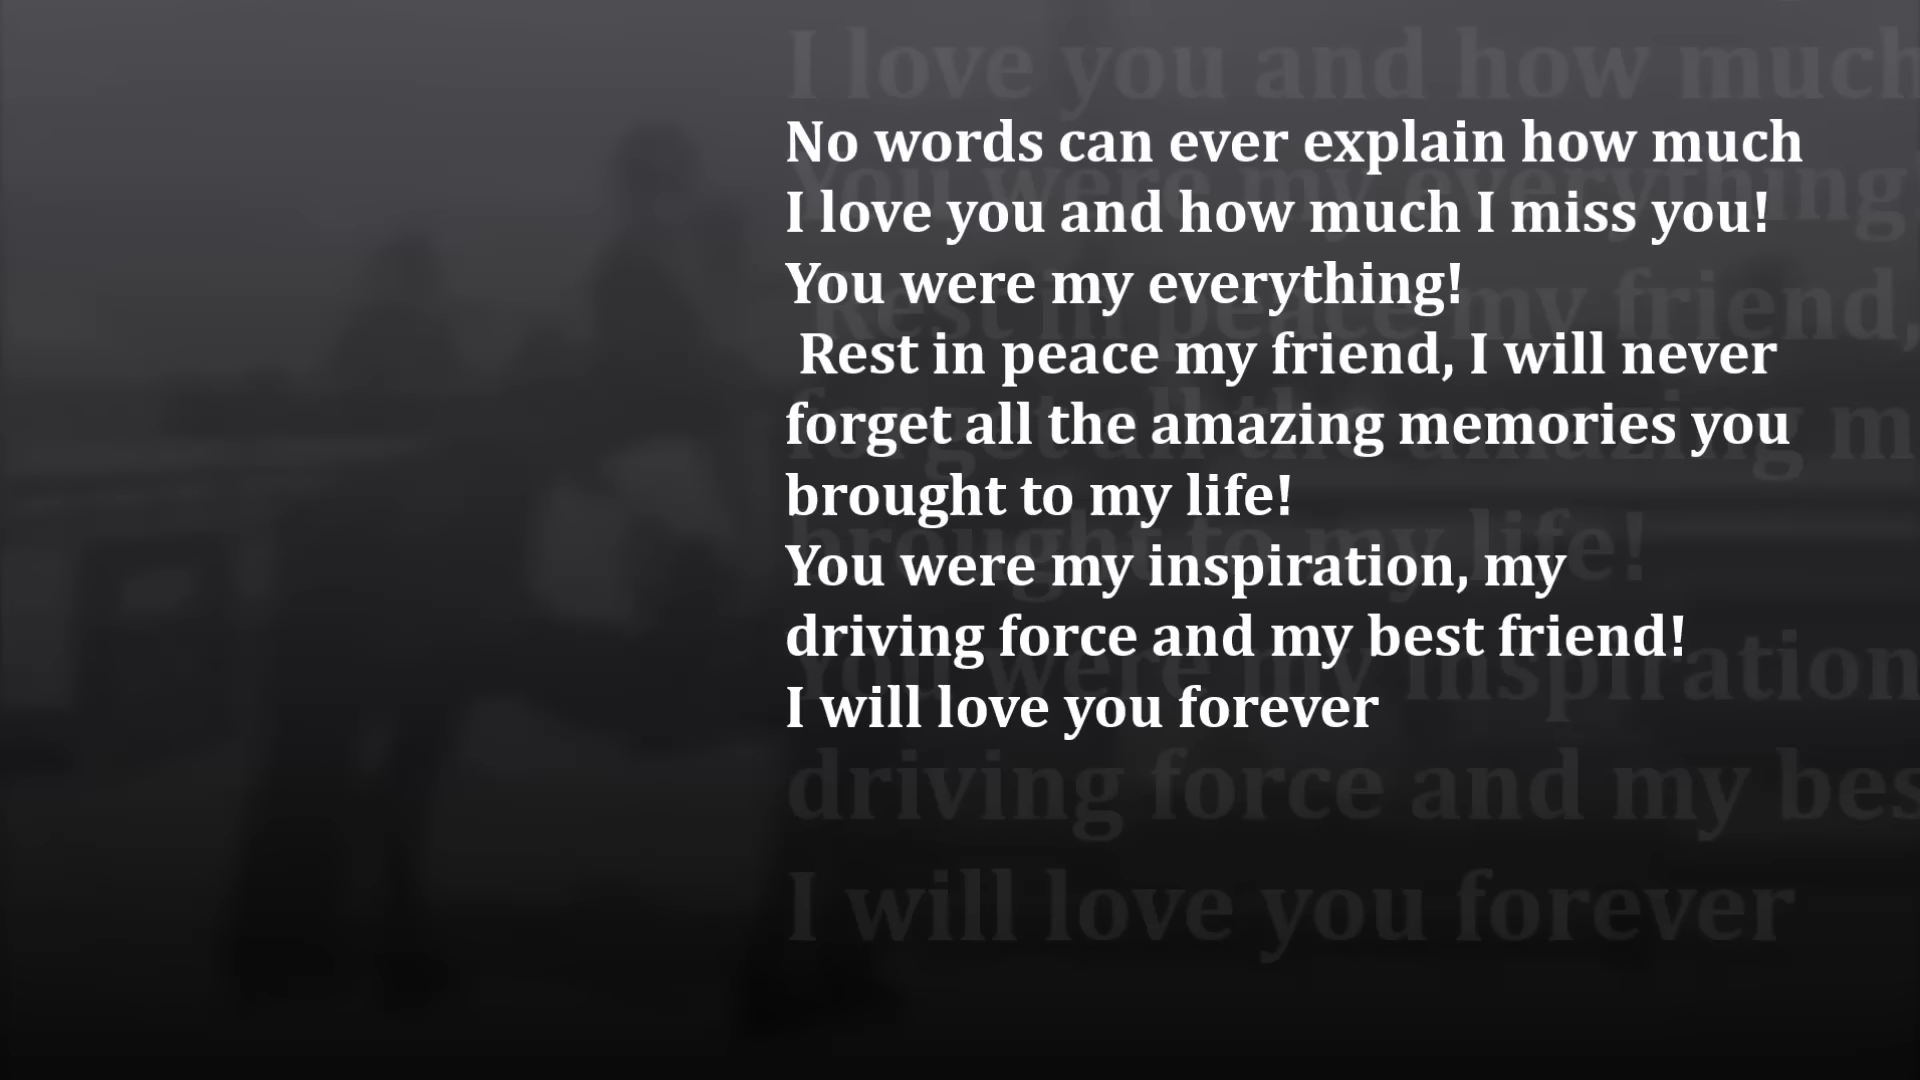 No words can ever explain how much
I love you and how much I miss you!
You were my everything!
Rest in peace my friend, I will never
forget all the amazing memories you
brought to my life!
You were my inspiration, my
driving force and my best friend!
I will love you forever